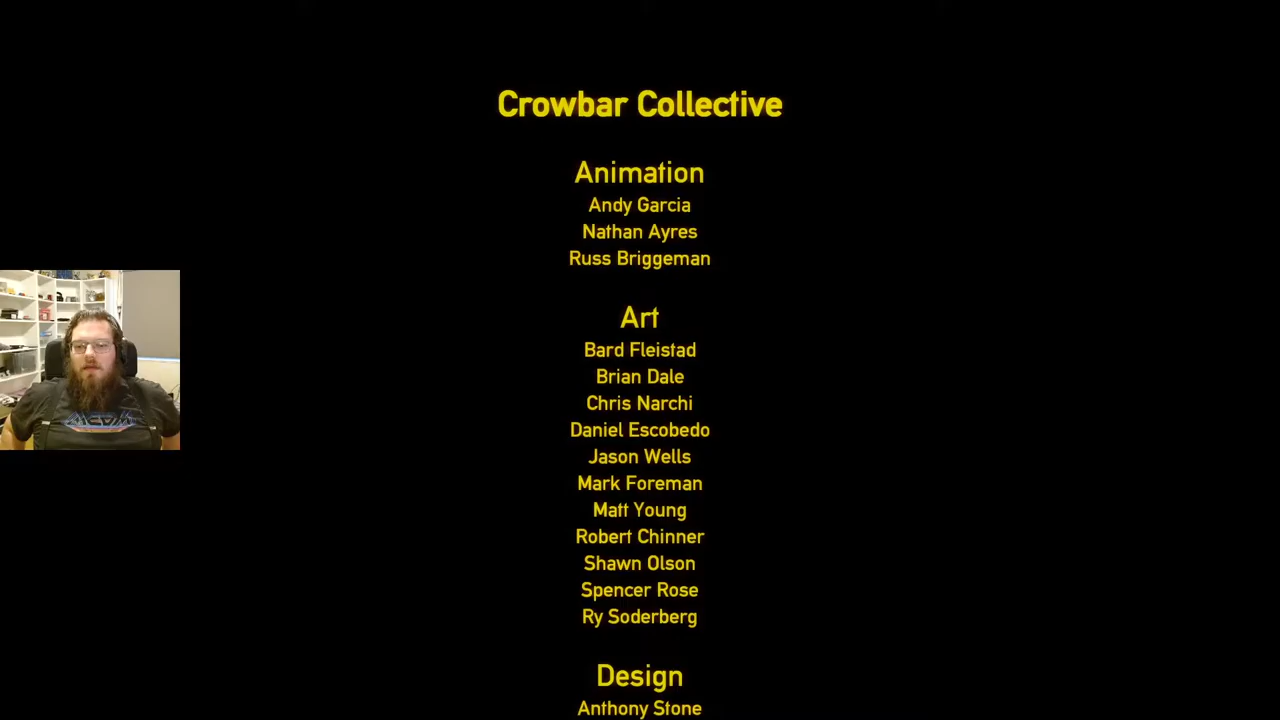 Crowbar Collective
Animation
Andy Garcia
Nathan Ayres
Russ Briggeman
Art
Bard Fleistad
Brian Dale
Chris Narchi
Daniel Escobedo
Jason Wells
Mark Foreman
Matt Young
Robert Chinner
Shawn Olson
Spencer Rose
Ry Soderberg
Design
Anthony Stone